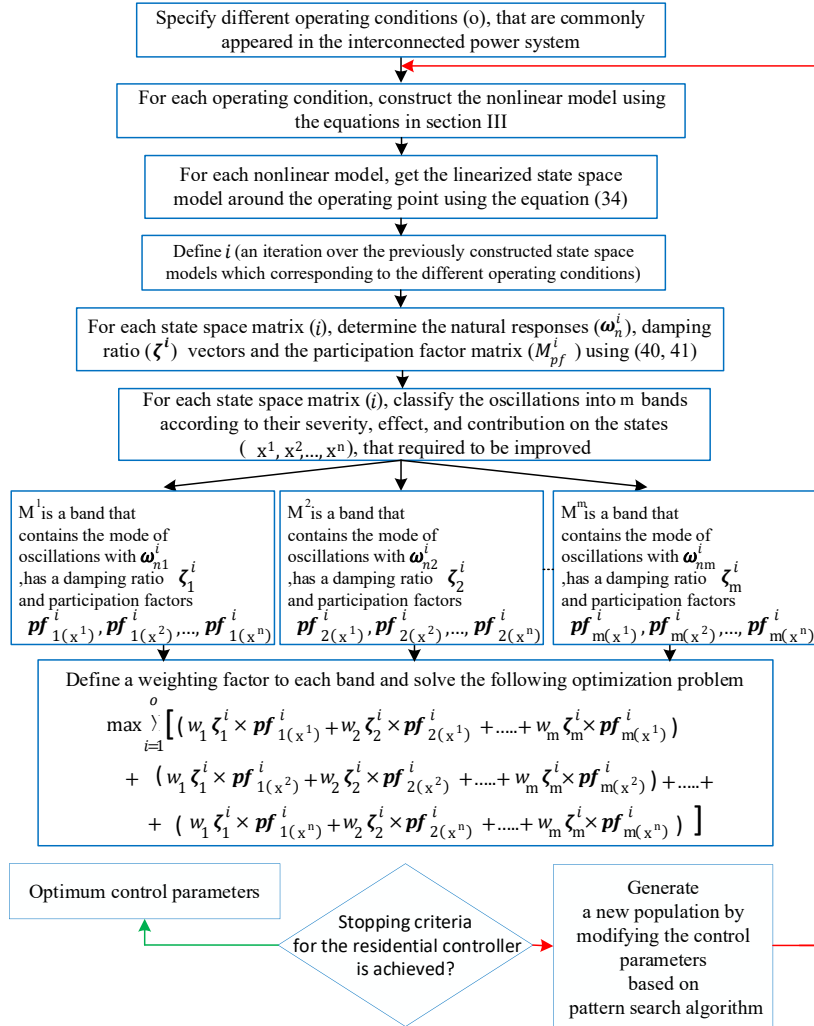 Specify different operating conditions (o), that are commonly
appeared in the interconnected power system
For each operating condition, construct the nonlinear model using
the equations in section III
For each nonlinear model, get the linearized state space
model around the operating point using the equation (34)
Define i (an iteration over the previously constructed state space
models which corresponding to the different operating conditions)
For each state space matrix (i), determine the natural responses (ω_n^i), damping
ratio (ζ^i) vectors and the participation factor matrix (M_pf^i) using (40, 41)
For each state space matrix (i), classify the oscillations into m bands
according to their severity, effect, and contribution on the states
( x^1, x^2,..., x^n), that required to be improved
M^1 is a band that
contains the mode of
oscillations with ω_n1^i
,has a damping ratio ζ_1^i
and participation factors
pf_1(x^1)^i, pf_1(x^2)^i,..., pf_1(x^n)^i
M^2 is a band that
contains the mode of
oscillations with ω_n2^i
,has a damping ratio ζ_2^i
and participation factors
pf_2(x^1)^i, pf_2(x^2)^i,..., pf_2(x^n)^i
......
M^m is a band that
contains the mode of
oscillations with ω_nm^i
,has a damping ratio ζ_m^i
and participation factors
pf_m(x^1)^i, pf_m(x^2)^i,..., pf_m(x^n)^i
Define a weighting factor to each band and solve the following optimization problem
max ∑_{i=1}^o [ ( w_1 ζ_1^i × pf_1(x^1)^i + w_2 ζ_2^i × pf_2(x^1)^i + ..... + w_m ζ_m^i × pf_m(x^1)^i )
+ ( w_1 ζ_1^i × pf_1(x^2)^i + w_2 ζ_2^i × pf_2(x^2)^i + ..... + w_m ζ_m^i × pf_m(x^2)^i ) + ..... +
+ ( w_1 ζ_1^i × pf_1(x^n)^i + w_2 ζ_2^i × pf_2(x^n)^i + ..... + w_m ζ_m^i × pf_m(x^n)^i ) ]
Optimum control parameters
Stopping criteria
for the residential controller
is achieved?
Generate
a new population by
modifying the control
parameters
based on
pattern search algorithm